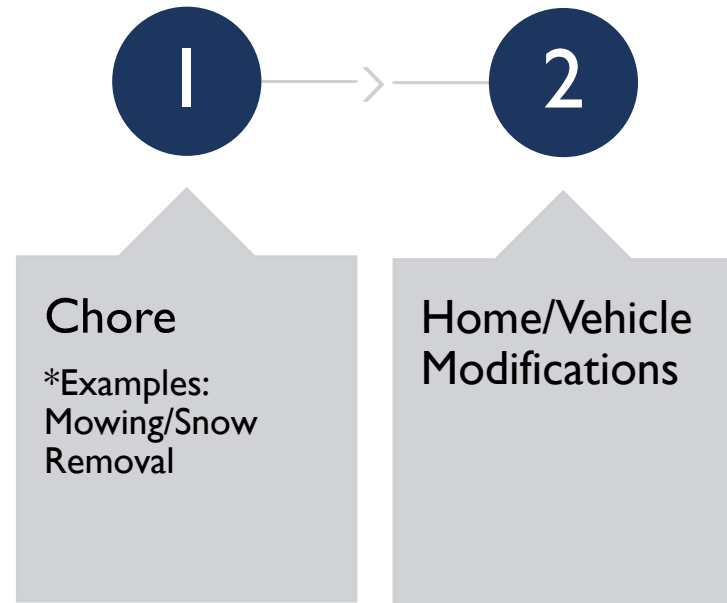 1
2
Chore
*Examples:
Mowing/Snow
Removal
Home/Vehicle
Modifications